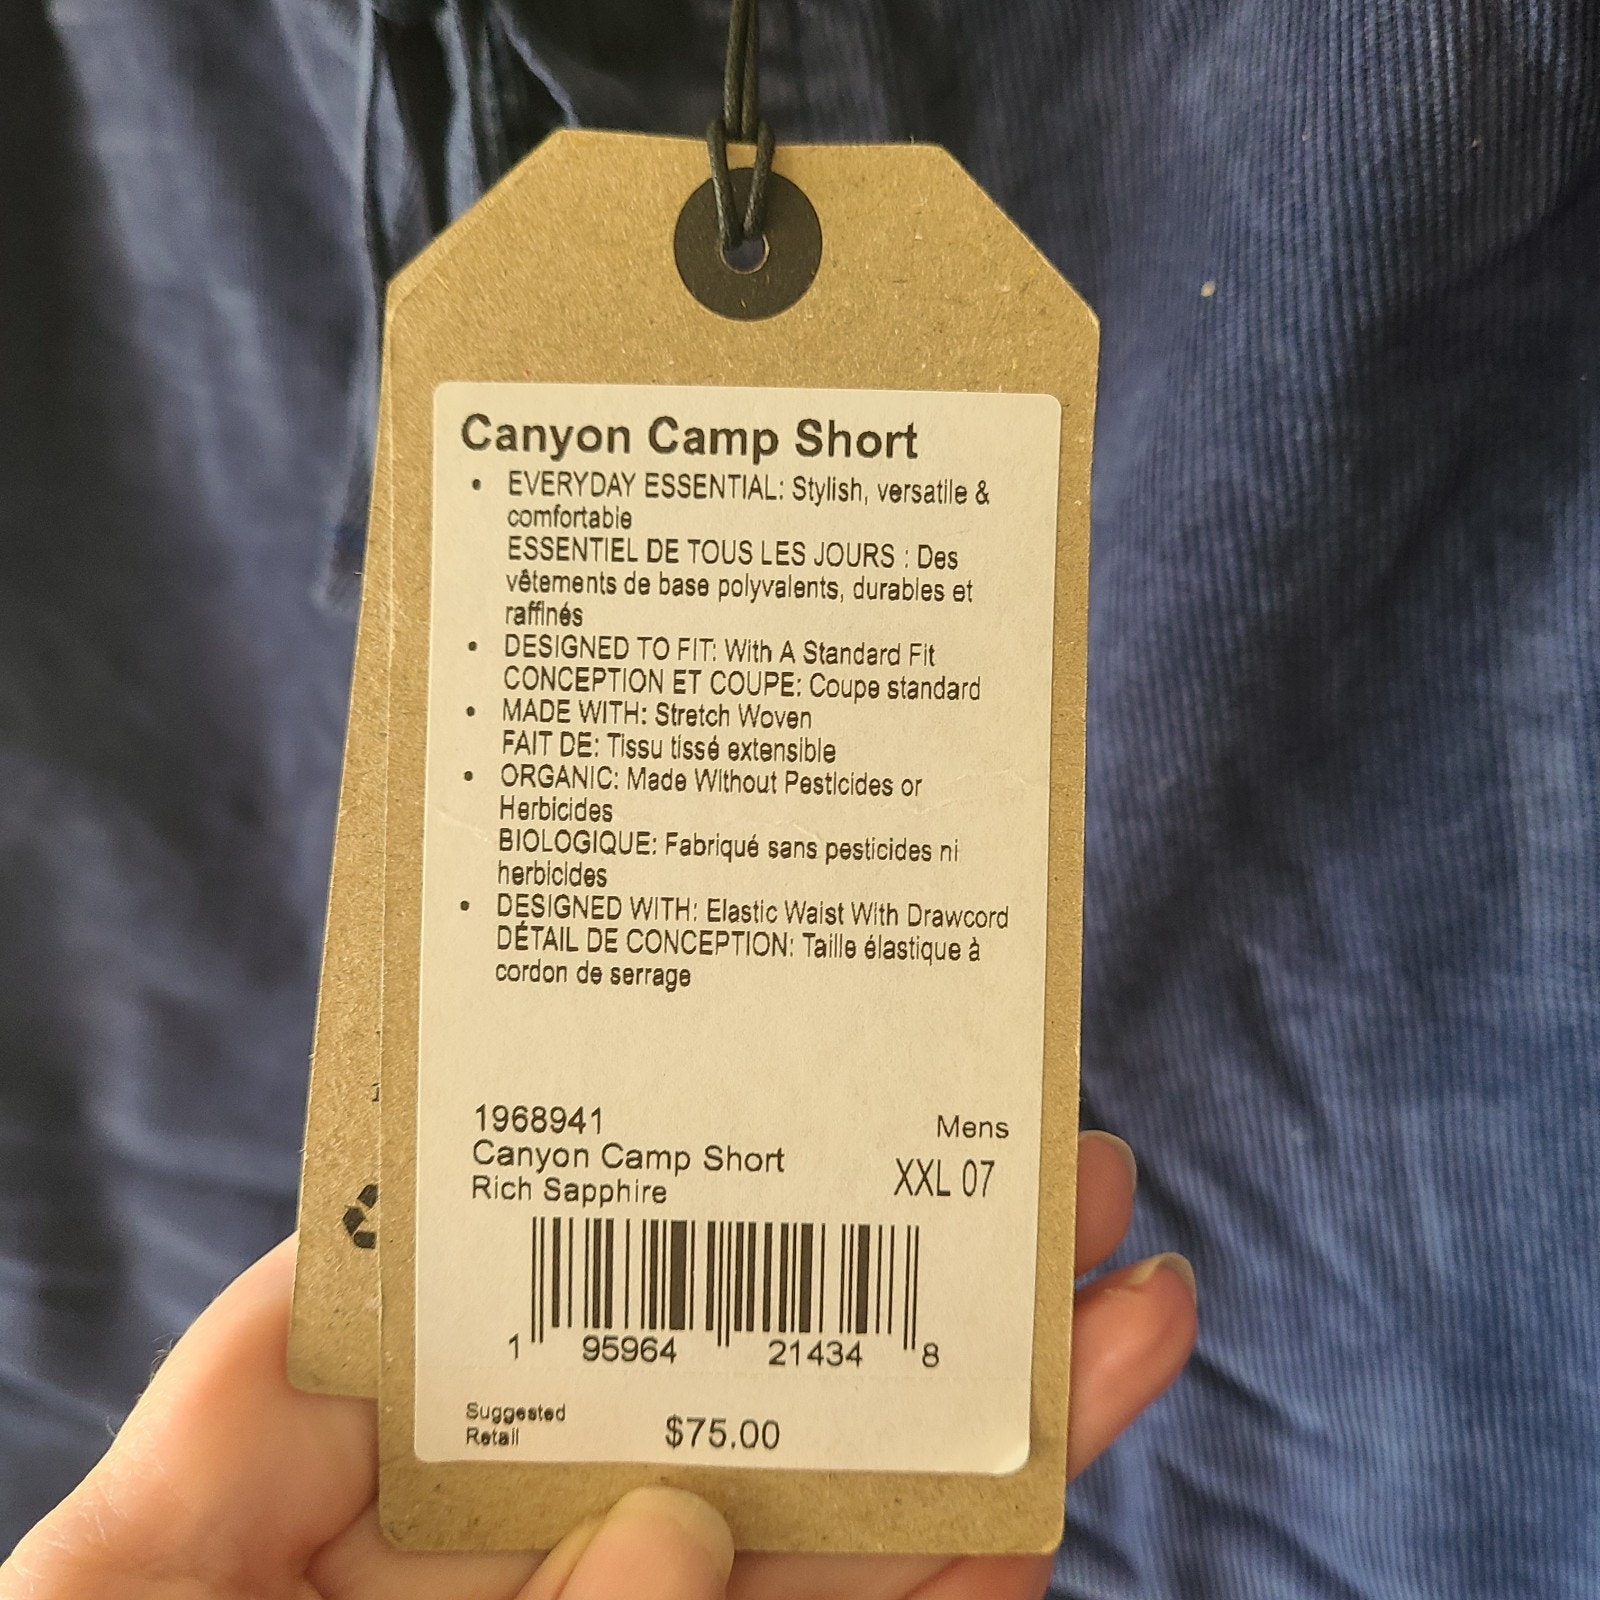 Canyon Camp Short
• EVERYDAY ESSENTIAL: Stylish, versatile &
comfortable
ESSENTIEL DE TOUS LES JOURS : Des
vêtements de base polyvalents, durables et
raffinés
• DESIGNED TO FIT: With A Standard Fit
CONCEPTION ET COUPE: Coupe standard
• MADE WITH: Stretch Woven
FAIT DE: Tissu tissé extensible
• ORGANIC: Made Without Pesticides or
Herbicides
BIOLOGIQUE: Fabriqué sans pesticides ni
herbicides
• DESIGNED WITH: Elastic Waist With Drawcord
DÉTAIL DE CONCEPTION: Taille élastique à
cordon de serrage
1968941
Mens
Canyon Camp Short
XXL 07
Rich Sapphire
1 95964 21434 8
Suggested
Retail
$75.00